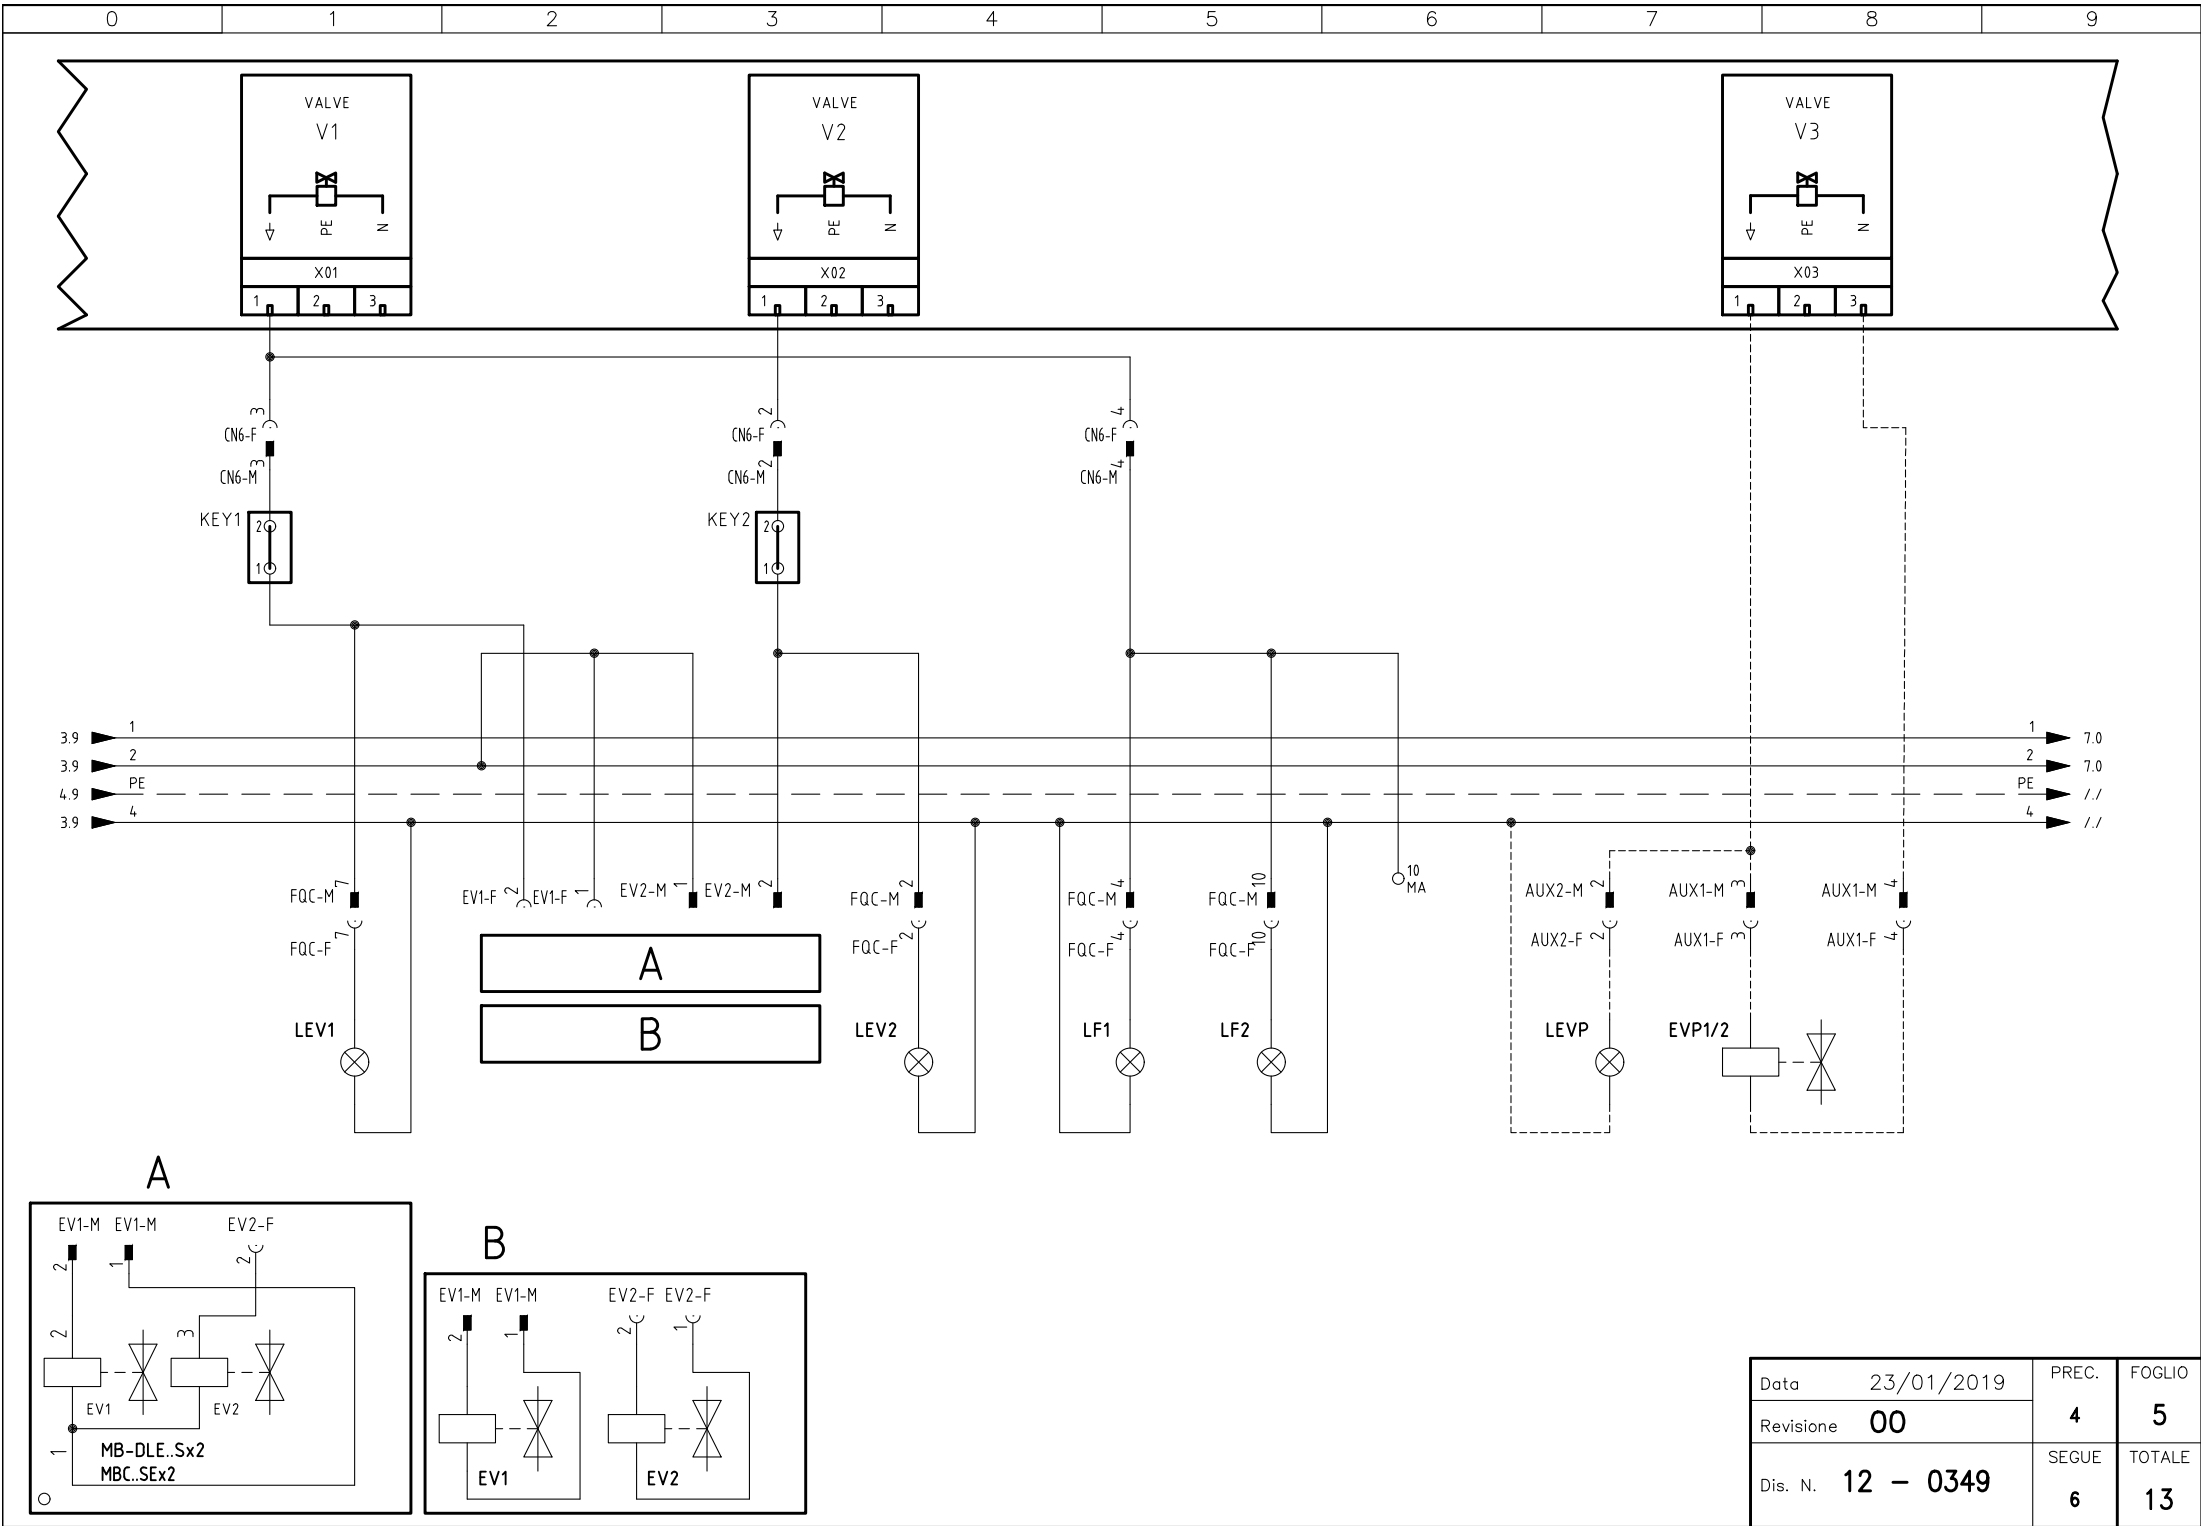 0 1 2 3 4 5 6 7 8 9
VALVE VALVE VALVE
V1 V2 V3
PE N PE N PE N
X01 X02 X03
1 2 3 1 2 3 1 2 3
3 2 4
CN6-F CN6-F CN6-F
3 2 4
CN6-M CN6-M CN6-M
KEY1 2 KEY2 2
1 1
3.9 1 1 7.0
3.9 2 2 7.0
4.9 PE PE /./
3.9 4 4 /./
10
MA
FQC-M 7 EV1-F 2 EV1-F 1 EV2-M 1 EV2-M 2 FQC-M 2 FQC-M 4 FQC-M 10 AUX2-M 2 AUX1-M 3 AUX1-M 4
FQC-F 7 FQC-F 2 FQC-F 4 FQC-F 10 AUX2-F 2 AUX1-F 3 AUX1-F 4
A
B
LEV1 LEV2 LF1 LF2 LEVP EVP1/2
A
EV1-M EV1-M EV2-F
2 1 2
2 3
EV1 EV2
1
MB-DLE..Sx2
MBC..SEx2
B
EV1-M EV1-M EV2-F EV2-F
2 1 2 1
EV1 EV2
Data 23/01/2019 PREC. FOGLIO
Revisione 00 4 5
Dis. N. 12 - 0349 SEGUE TOTALE
6 13